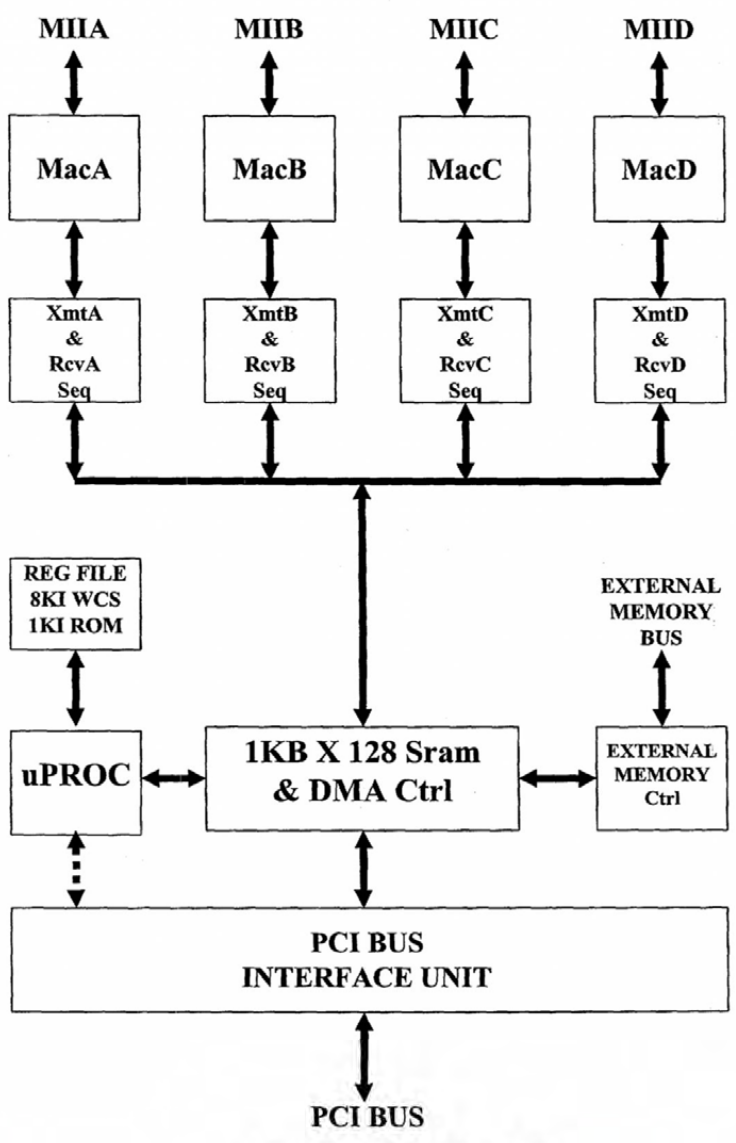 MIIA
MIIB
MIIC
MIID
MacA
MacB
MacC
MacD
XmtA
&
RcvA
Seq
XmtB
&
RcvB
Seq
XmtC
&
RcvC
Seq
XmtD
&
RcvD
Seq
REG FILE
8KI WCS
1KI ROM
EXTERNAL
MEMORY
BUS
uPROC
1KB X 128 Sram
& DMA Ctrl
EXTERNAL
MEMORY
Ctrl
PCI BUS
INTERFACE UNIT
PCI BUS